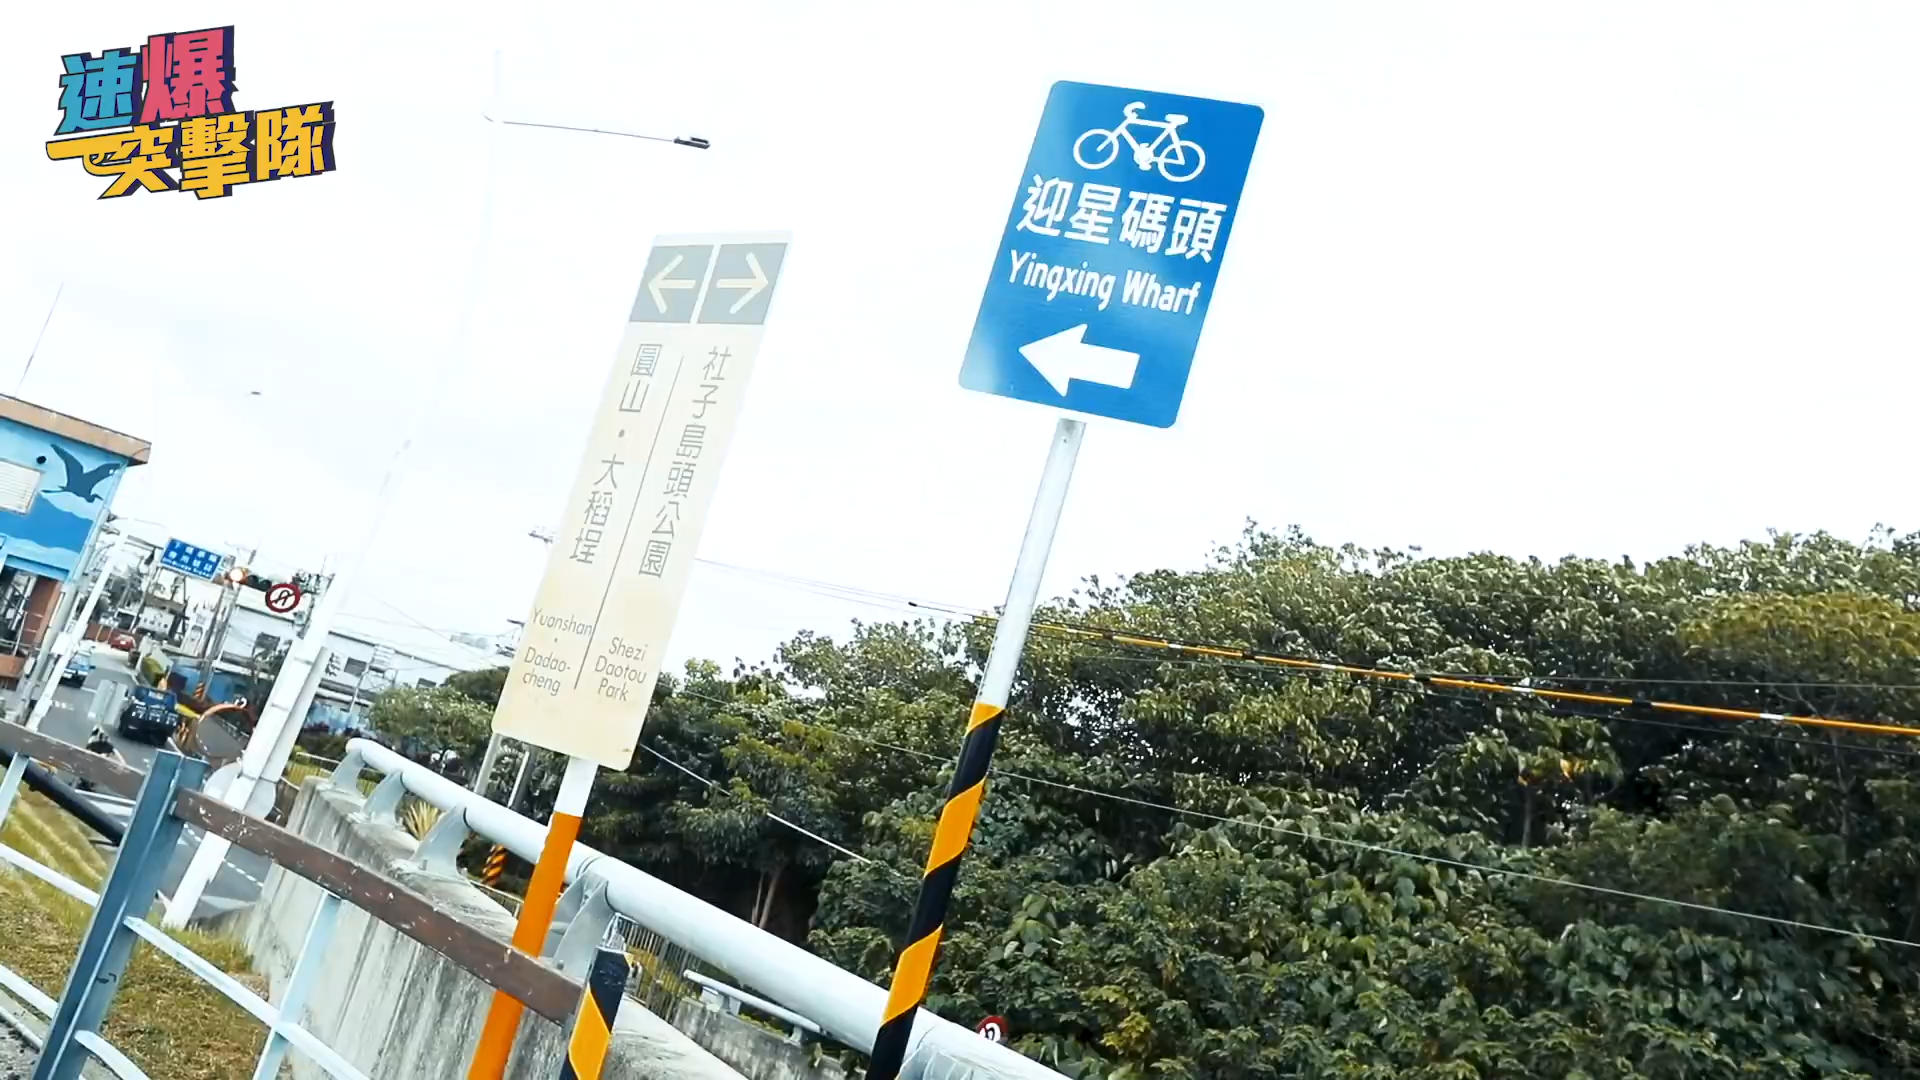 速爆
突擊隊
迎星碼頭
Yingxing Wharf
圓山・大稻埕
社子島頭公園
Yuanshan
・
Dadao-
cheng
Shezi
Daotou
Park